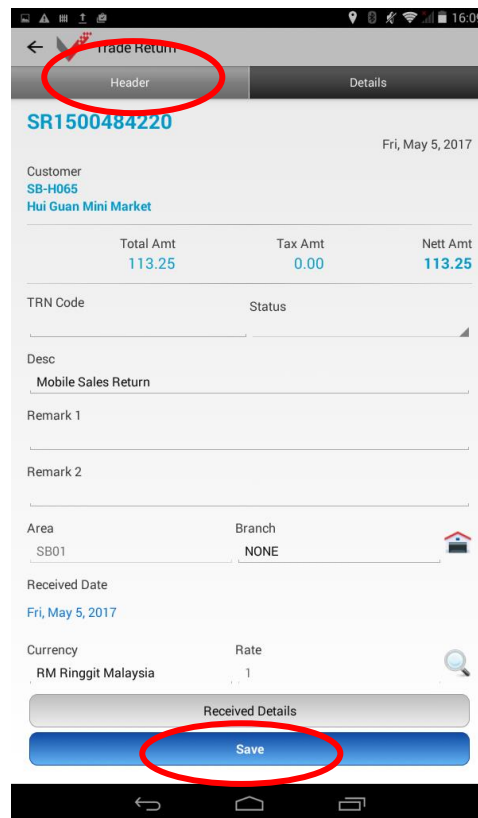 16:09
Trade Return
Header Details
SR1500484220
Fri, May 5, 2017
Customer
SB-H065
Hui Guan Mini Market
Total Amt Tax Amt Nett Amt
113.25 0.00 113.25
TRN Code Status
Desc
Mobile Sales Return
Remark 1
Remark 2
Area Branch
SB01 NONE
Received Date
Fri, May 5, 2017
Currency Rate
RM Ringgit Malaysia 1
Received Details
Save